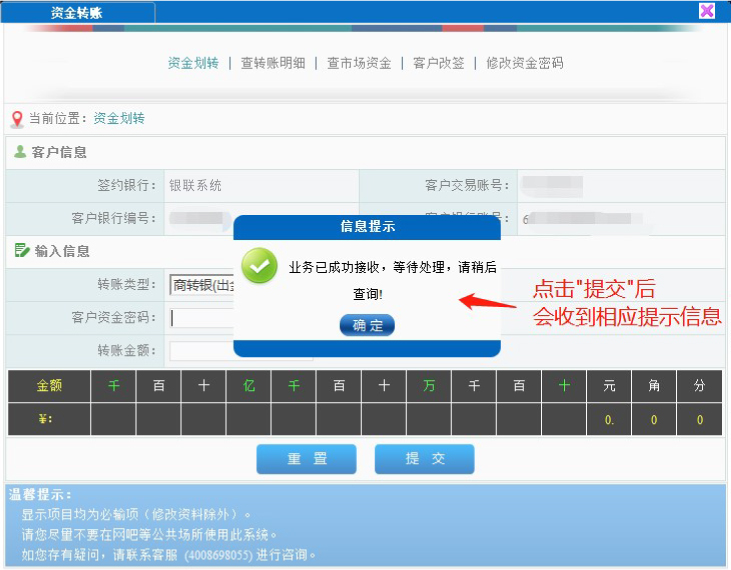 资金转账
资金划转 | 查转账明细 | 查市场资金 | 客户改签 | 修改资金密码
当前位置：资金划转
客户信息
签约银行： 银联系统 客户交易账号：
客户银行编号： 6
输入信息
信息提示
业务已成功接收，等待处理，请稍后
查询!
确 定
点击"提交"后
会收到相应提示信息
转账类型： 商转银(出
客户资金密码：
转账金额：
金额 千 百 十 亿 千 百 十 万 千 百 十 元 角 分
￥: 0. 0 0
重 置 提 交
温馨提示：
显示项目均为必输项（修改资料除外）。
请您尽量不要在网吧等公共场所使用此系统。
如您存有疑问，请联系客服 (4008698055) 进行咨询。